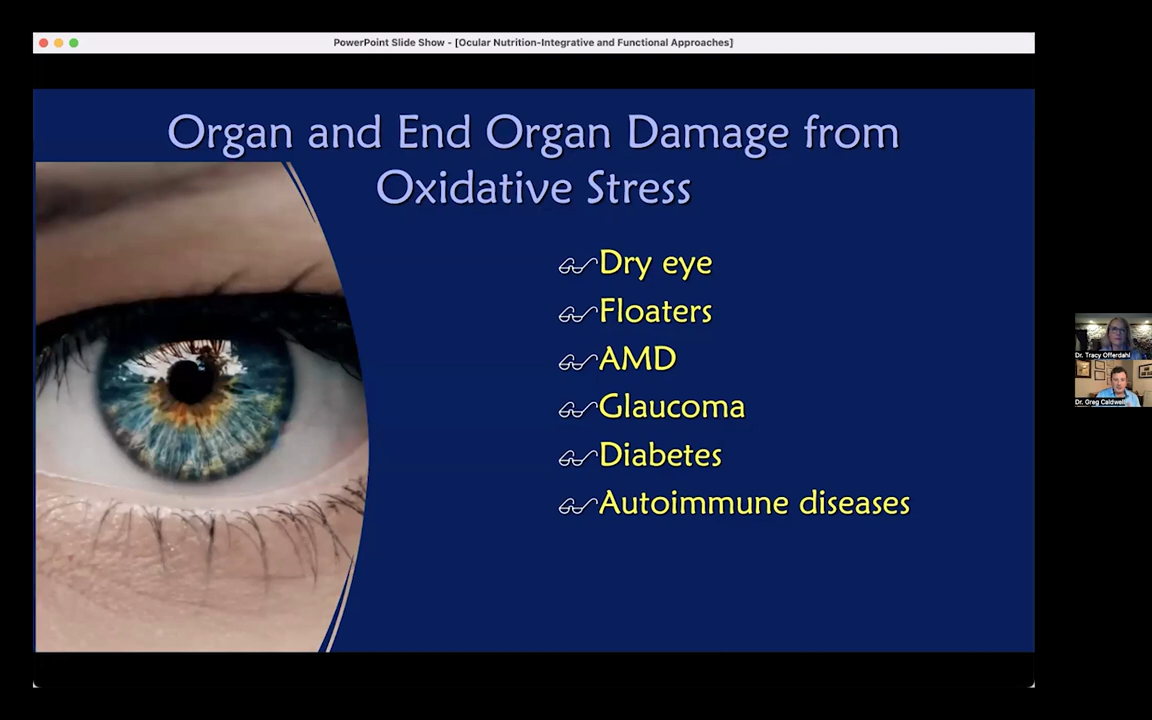 PowerPoint Slide Show - [Ocular Nutrition-Integrative and Functional Approaches]
Organ and End Organ Damage from
Oxidative Stress
Dry eye
Floaters
AMD
Glaucoma
Diabetes
Autoimmune diseases
Dr. Tracy Offerdahl
Dr. Greg Caldwell